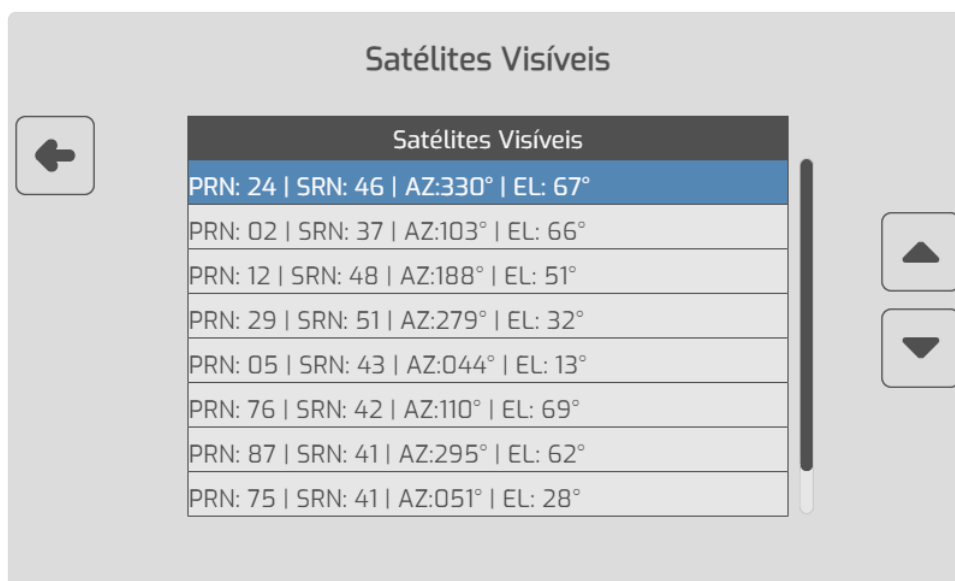 Satélites Visíveis
Satélites Visíveis
PRN: 24 | SRN: 46 | AZ:330° | EL: 67°
PRN: 02 | SRN: 37 | AZ:103° | EL: 66°
PRN: 12 | SRN: 48 | AZ:188° | EL: 51°
PRN: 29 | SRN: 51 | AZ:279° | EL: 32°
PRN: 05 | SRN: 43 | AZ:044° | EL: 13°
PRN: 76 | SRN: 42 | AZ:110° | EL: 69°
PRN: 87 | SRN: 41 | AZ:295° | EL: 62°
PRN: 75 | SRN: 41 | AZ:051° | EL: 28°